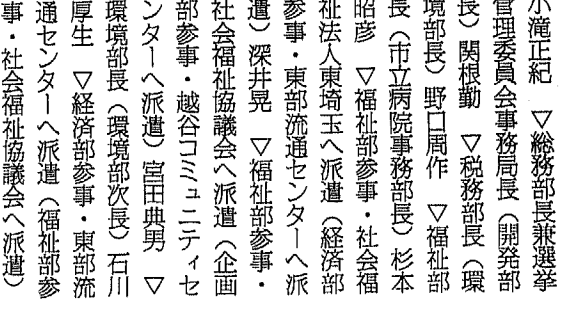 小滝正紀　▽総務部長兼選挙
管理委員会事務局長（開発部
長）関根勤　▽税務部長（環
境部長）野口周作　▽福祉部
長（市立病院事務部長）杉本
昭彦　▽福祉部参事・社会福
祉法人東埼玉へ派遣（経済部
参事・東部流通センターへ派
遣）深井晃　▽福祉部参事・
社会福祉協議会へ派遣（企画
部参事・越谷コミュニティセ
ンターへ派遣）宮田典男　▽
環境部長（環境部次長）石川
厚生　▽経済部参事・東部流
通センターへ派遣（福祉部参
事・社会福祉協議会へ派遣）